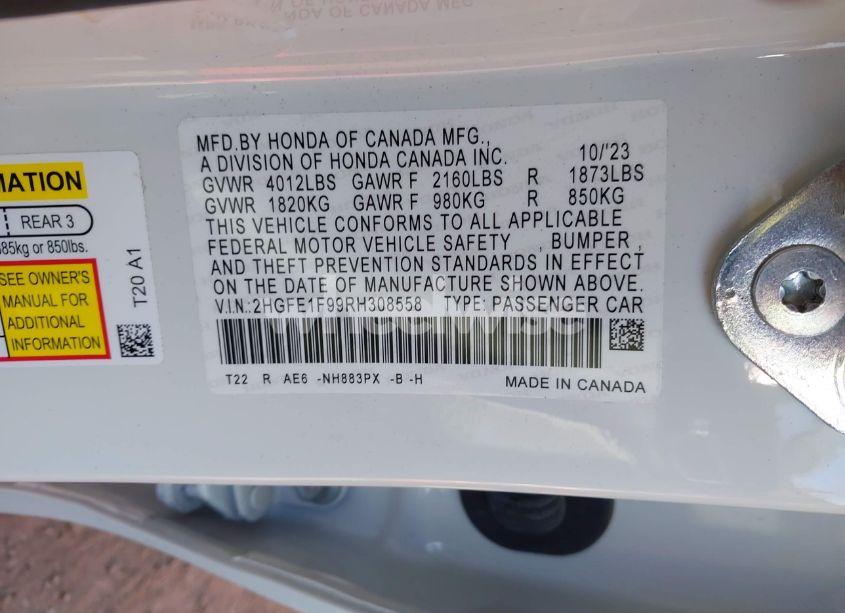 MFD.BY HONDA OF CANADA MFG.,
A DIVISION OF HONDA CANADA INC. 10/'23
GVWR 4012LBS GAWR F 2160LBS R 1873LBS
GVWR 1820KG GAWR F 980KG R 850KG
THIS VEHICLE CONFORMS TO ALL APPLICABLE
FEDERAL MOTOR VEHICLE SAFETY , BUMPER ,
AND THEFT PREVENTION STANDARDS IN EFFECT
ON THE DATE OF MANUFACTURE SHOWN ABOVE.
V.I.N.:2HGFE1F99RH308558 TYPE: PASSENGER CAR
T22 R AE6 -NH883PX -B -H MADE IN CANADA
REAR 3
850lbs.
SEE OWNER'S
MANUAL FOR
ADDITIONAL
INFORMATION
T20 A1